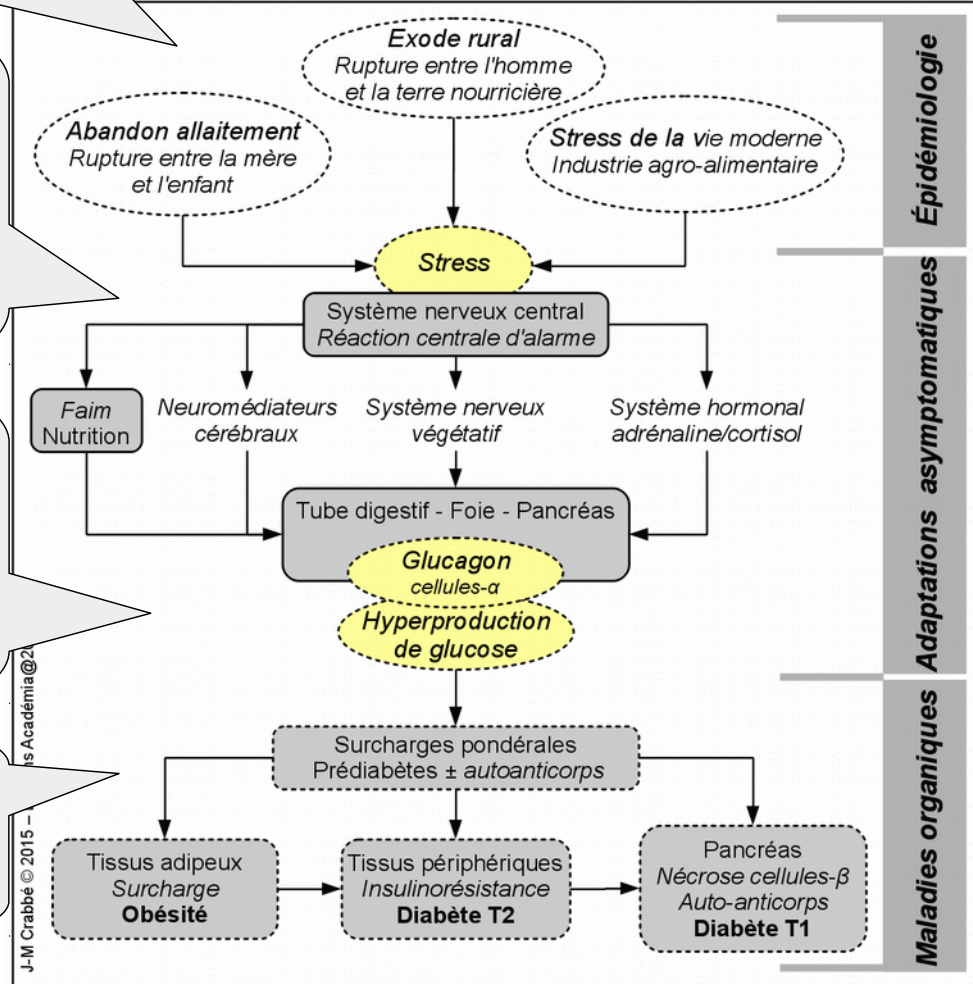 Exode rural
Rupture entre l'homme
et la terre nourricière
Abandon allaitement
Rupture entre la mère
et l'enfant
Stress de la vie moderne
Industrie agro-alimentaire
Épidémiologie
Stress
Système nerveux central
Réaction centrale d'alarme
Faim
Nutrition
Neuromédiateurs
cérébraux
Système nerveux
végétatif
Système hormonal
adrénaline/cortisol
Adaptations asymptomatiques
Tube digestif - Foie - Pancréas
Glucagon
cellules-α
Hyperproduction
de glucose
Surcharges pondérales
Prédiabètes ± autoanticorps
Tissus adipeux
Surcharge
Obésité
Tissus périphériques
Insulinorésistance
Diabète T2
Pancréas
Nécrose cellules-β
Auto-anticorps
Diabète T1
Maladies organiques
J-M Crabbé © 2015 –